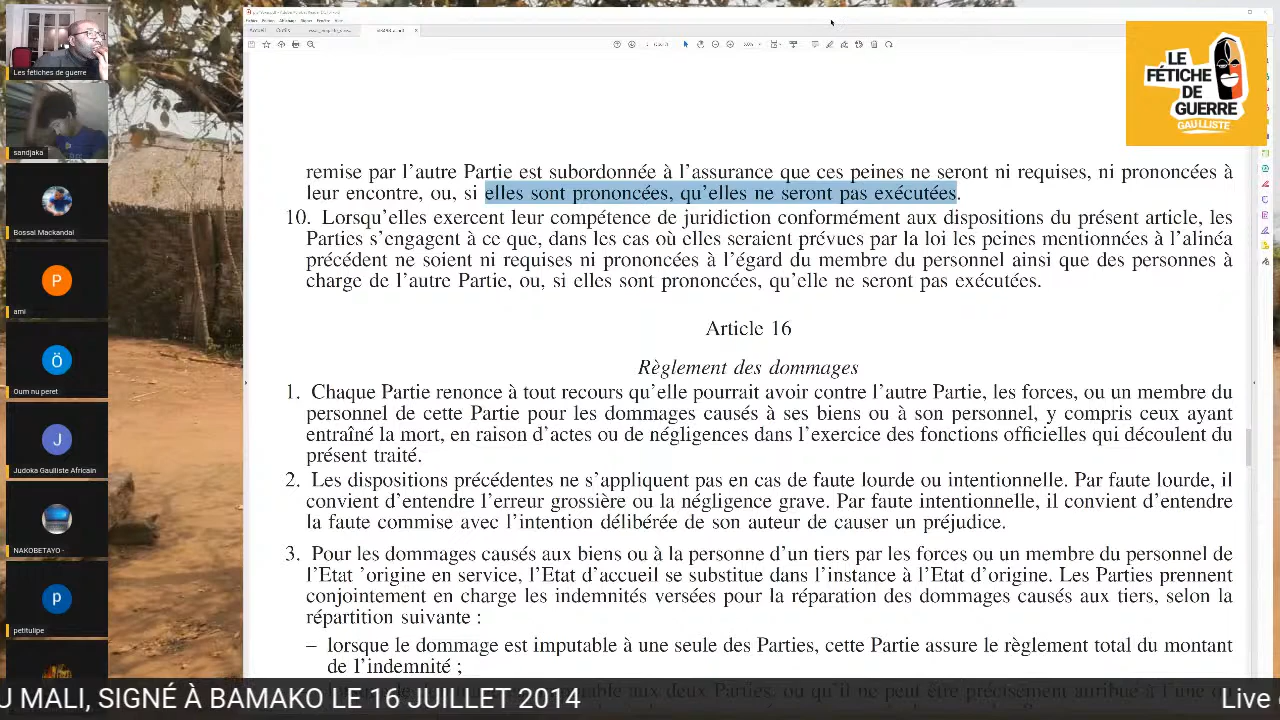 Les fétiches de guerre
sandjaka
Bossal Mackandal
P
ami
Ö
Oum nu peret
J
Judoka Gaulliste Africain
NAKOBETAYO -
p
petitulipe
LE
FÉTICHE
DE
GUERRE
GAULLISTE
remise par l'autre Partie est subordonnée à l'assurance que ces peines ne seront ni requises, ni prononcées à
leur encontre, ou, si elles sont prononcées, qu'elles ne seront pas exécutées.
10. Lorsqu'elles exercent leur compétence de juridiction conformément aux dispositions du présent article, les
Parties s'engagent à ce que, dans les cas où elles seraient prévues par la loi les peines mentionnées à l'alinéa
précédent ne soient ni requises ni prononcées à l'égard du membre du personnel ainsi que des personnes à
charge de l'autre Partie, ou, si elles sont prononcées, qu'elle ne seront pas exécutées.
Article 16
Règlement des dommages
1. Chaque Partie renonce à tout recours qu'elle pourrait avoir contre l'autre Partie, les forces, ou un membre du
personnel de cette Partie pour les dommages causés à ses biens ou à son personnel, y compris ceux ayant
entraîné la mort, en raison d'actes ou de négligences dans l'exercice des fonctions officielles qui découlent du
présent traité.
2. Les dispositions précédentes ne s'appliquent pas en cas de faute lourde ou intentionnelle. Par faute lourde, il
convient d'entendre l'erreur grossière ou la négligence grave. Par faute intentionnelle, il convient d'entendre
la faute commise avec l'intention délibérée de son auteur de causer un préjudice.
3. Pour les dommages causés aux biens ou à la personne d'un tiers par les forces ou un membre du personnel de
l'Etat 'origine en service, l'Etat d'accueil se substitue dans l'instance à l'Etat d'origine. Les Parties prennent
conjointement en charge les indemnités versées pour la réparation des dommages causés aux tiers, selon la
répartition suivante :
– lorsque le dommage est imputable à une seule des Parties, cette Partie assure le règlement total du montant
de l'indemnité ;
U MALI, SIGNÉ À BAMAKO LE 16 JUILLET 2014
Live